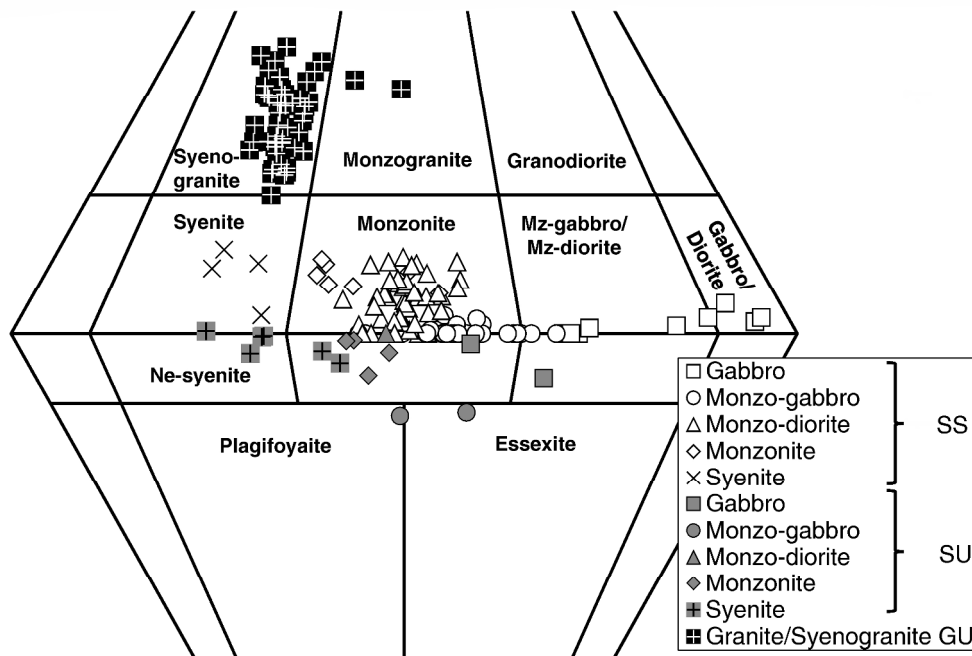 Syeno-
granite
Monzogranite
Granodiorite
Syenite
Monzonite
Mz-gabbro/
Mz-diorite
Gabbro/
Diorite
Ne-syenite
Plagifoyaite
Essexite
Gabbro
Monzo-gabbro
Monzo-diorite
Monzonite
Syenite
SS
Gabbro
Monzo-gabbro
Monzo-diorite
Monzonite
Syenite
SU
Granite/Syenogranite GU